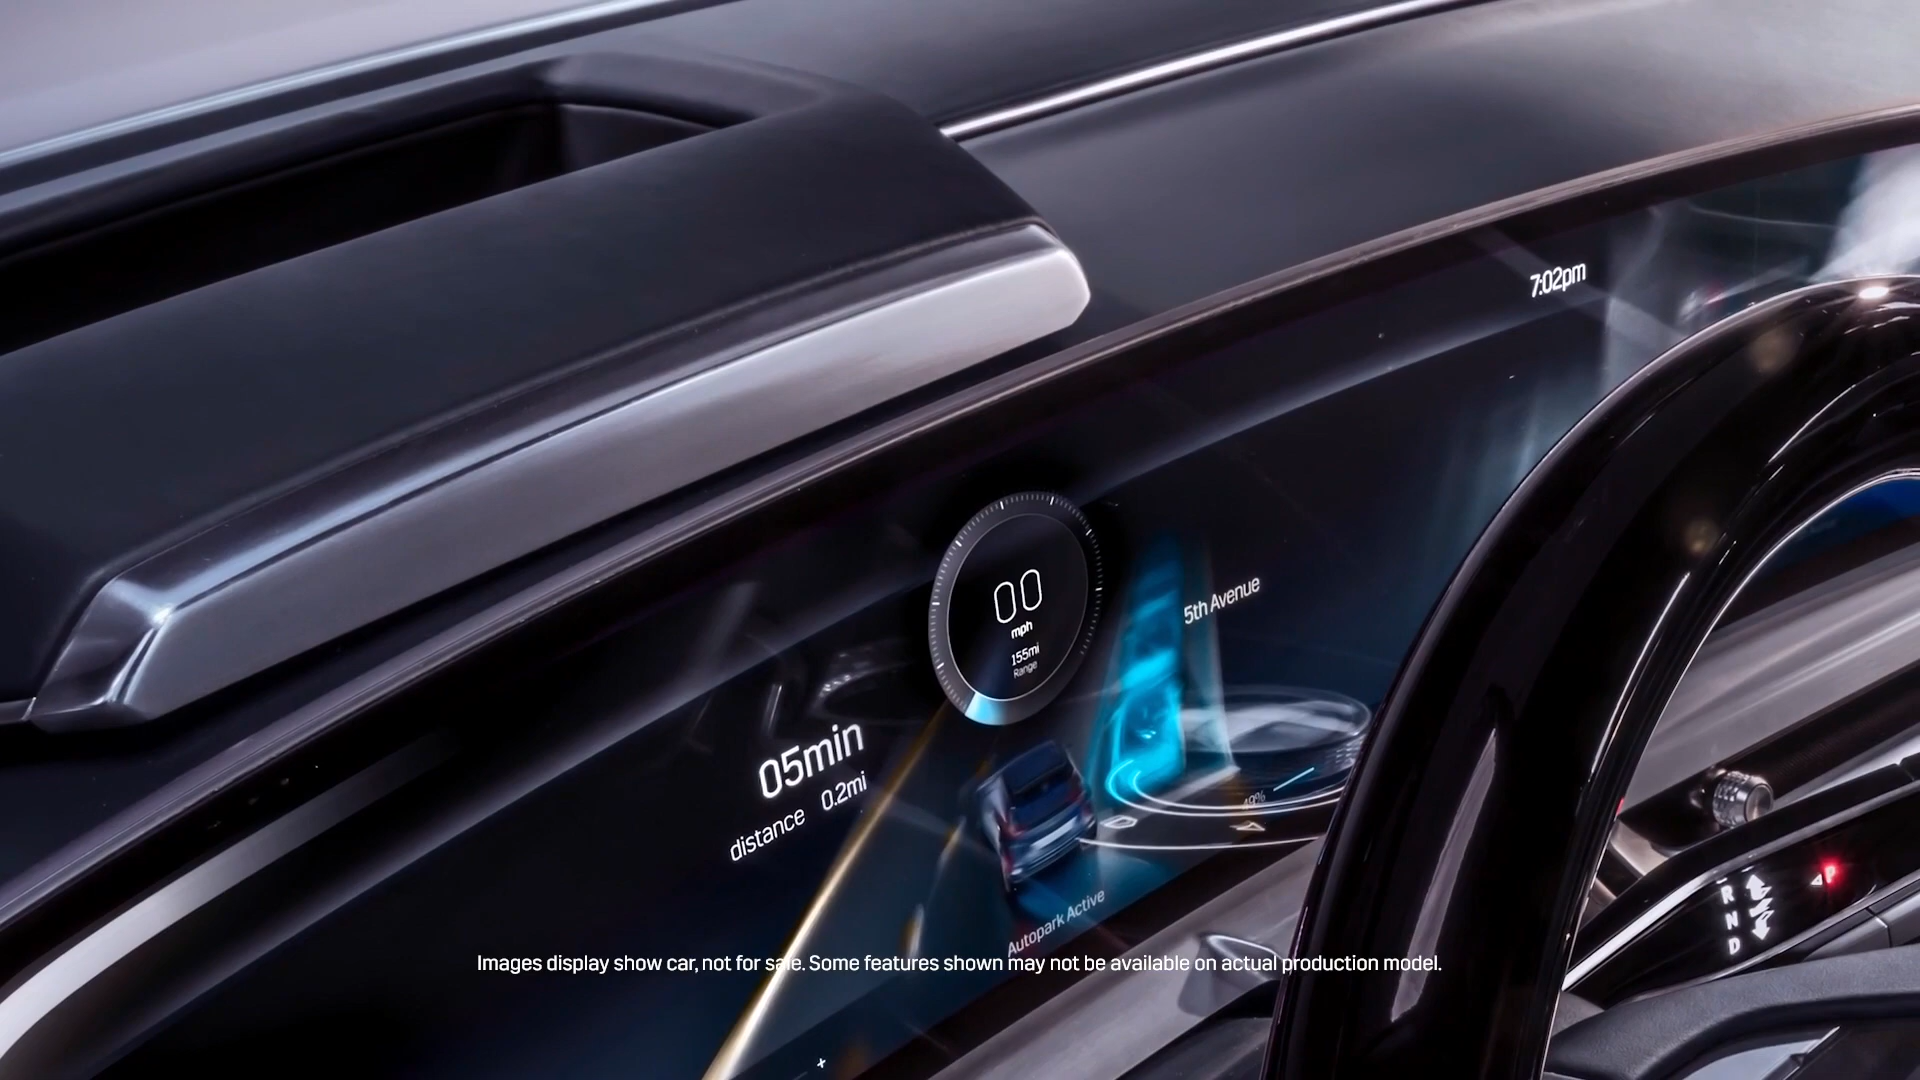 7:02pm
00
mph
155mi
Range
5th Avenue
05min
distance 0.2mi
49%
Autopark Active
P
R
N
D
Images display show car, not for sale. Some features shown may not be available on actual production model.